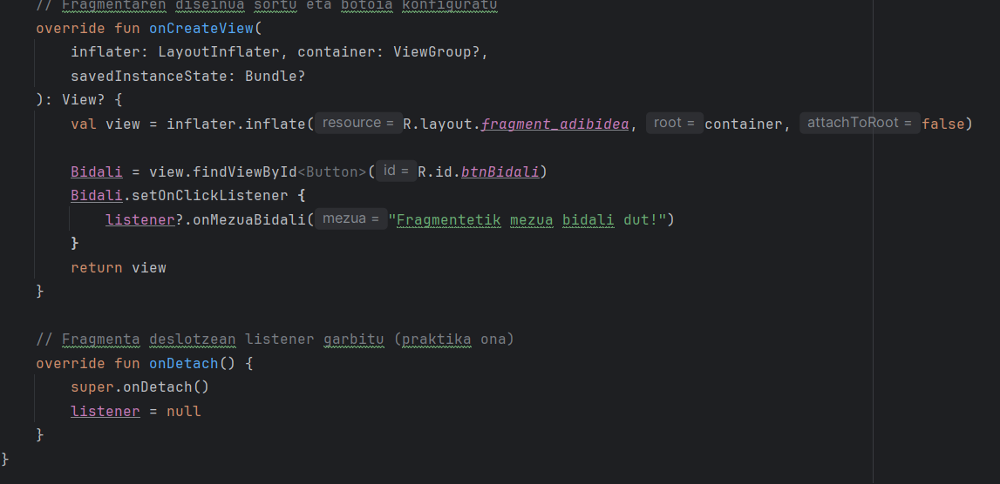 // Fragmentaren diseinua sortu eta botoia konfiguratu
override fun onCreateView(
inflater: LayoutInflater, container: ViewGroup?,
savedInstanceState: Bundle?
): View? {
val view = inflater.inflate( resource = R.layout.fragment_adibidea, root = container, attachToRoot = false)
Bidali = view.findViewById<Button>( id = R.id.btnBidali)
Bidali.setOnClickListener {
listener?.onMezuaBidali( mezua = "Fragmentetik mezua bidali dut!")
}
return view
}
// Fragmenta deslotzean listener garbitu (praktika ona)
override fun onDetach() {
super.onDetach()
listener = null
}
}